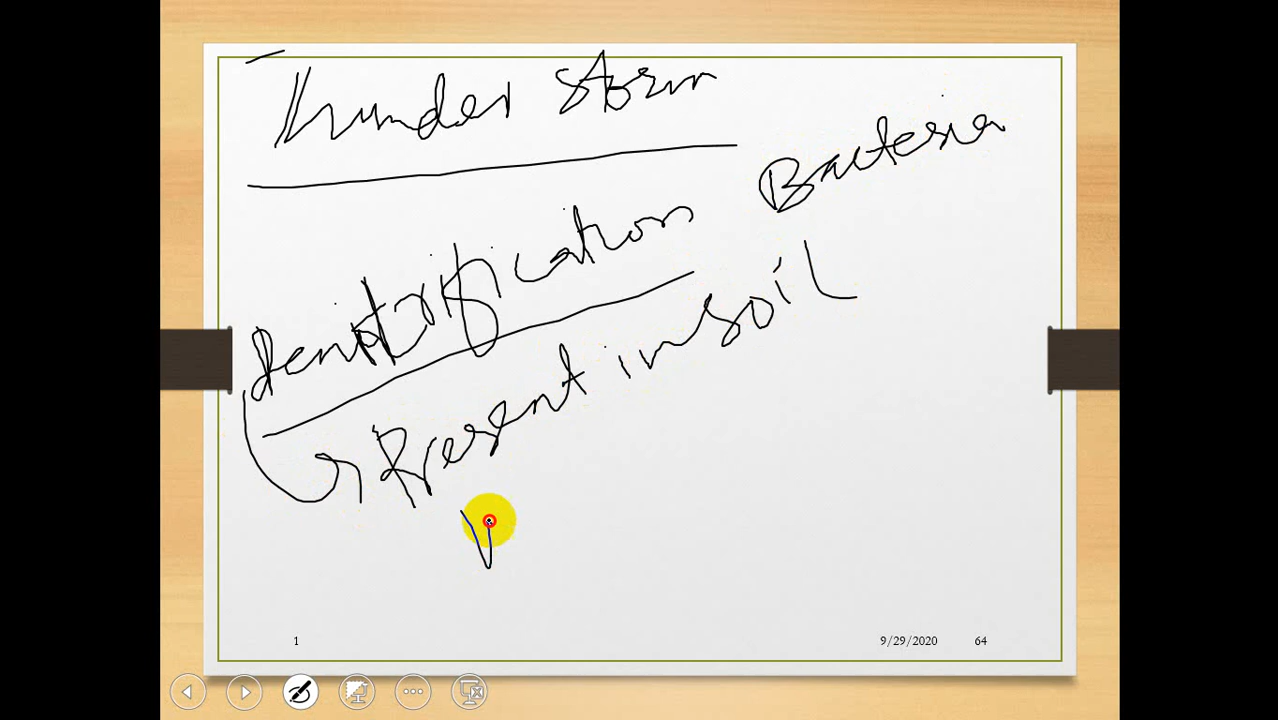 Thunder storm
denitrification Bacteria
Present in soil
1 9/29/2020 64